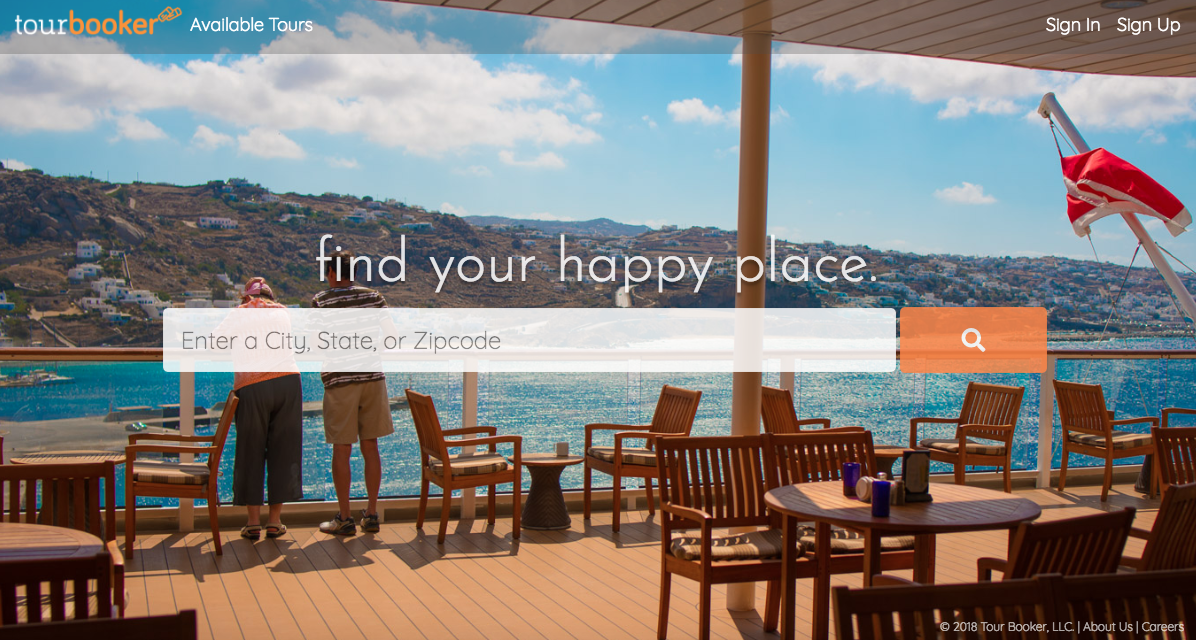 tourbooker Available Tours Sign In Sign Up
find your happy place.
Enter a City, State, or Zipcode
© 2018 Tour Booker, LLC. | About Us | Careers